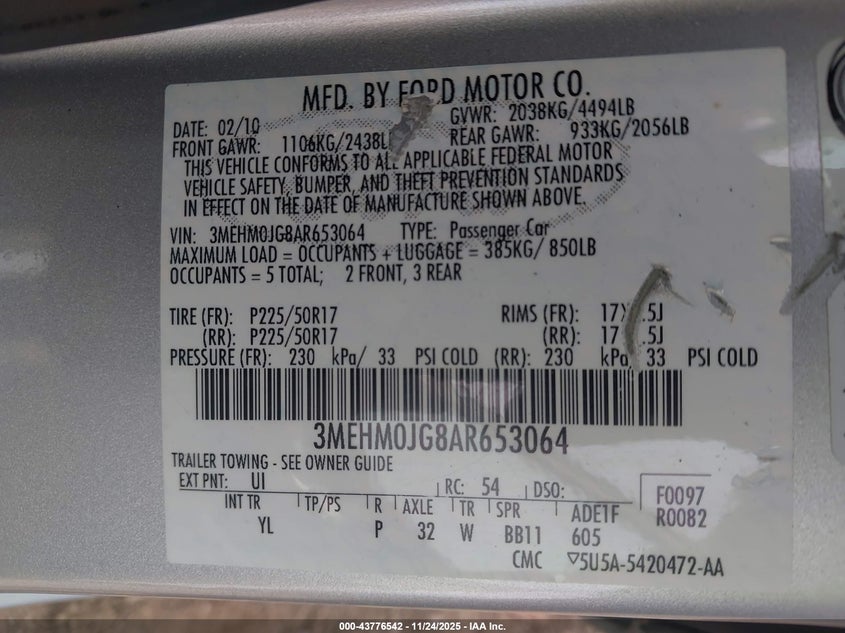 MFD. BY FORD MOTOR CO.
DATE: 02/10 GVWR: 2038KG/4494LB
FRONT GAWR: 1106KG/2438L REAR GAWR: 933KG/2056LB
THIS VEHICLE CONFORMS TO ALL APPLICABLE FEDERAL MOTOR
VEHICLE SAFETY, BUMPER, AND THEFT PREVENTION STANDARDS
IN EFFECT ON THE DATE OF MANUFACTURE SHOWN ABOVE.
VIN: 3MEHM0JG8AR653064 TYPE: Passenger Car
MAXIMUM LOAD = OCCUPANTS + LUGGAGE = 385KG/ 850LB
OCCUPANTS = 5 TOTAL; 2 FRONT, 3 REAR
TIRE (FR): P225/50R17 RIMS (FR): 17X .5J
(RR): P225/50R17 (RR): 17 .5J
PRESSURE (FR): 230 kPa/ 33 PSI COLD (RR): 230 kPa/ 33 PSI COLD
3MEHM0JG8AR653064
TRAILER TOWING - SEE OWNER GUIDE
EXT PNT: UI RC: 54 DSO: F0097
INT TR TP/PS R AXLE TR SPR ADE1F R0082
YL P 32 W BB11 605
CMC ▽5U5A-5420472-AA
000-43776542 - 11/24/2025 - IAA Inc.